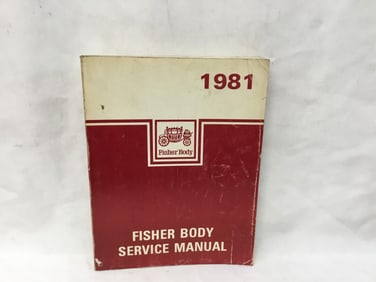 1981
Fisher Body
FISHER BODY
SERVICE MANUAL